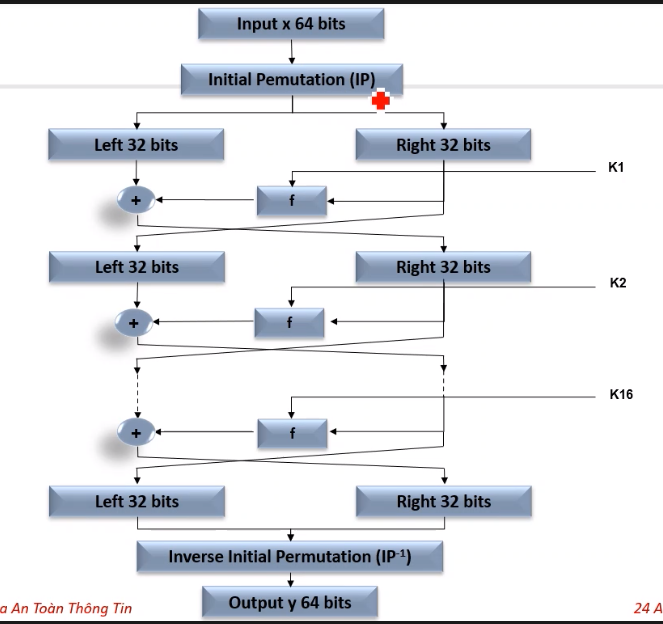 Input x 64 bits
Initial Pemutation (IP)
Left 32 bits
Right 32 bits
K1
+
f
Left 32 bits
Right 32 bits
K2
+
f
K16
+
f
Left 32 bits
Right 32 bits
Inverse Initial Permutation (IP-1)
Output y 64 bits
a An Toàn Thông Tin
24 A